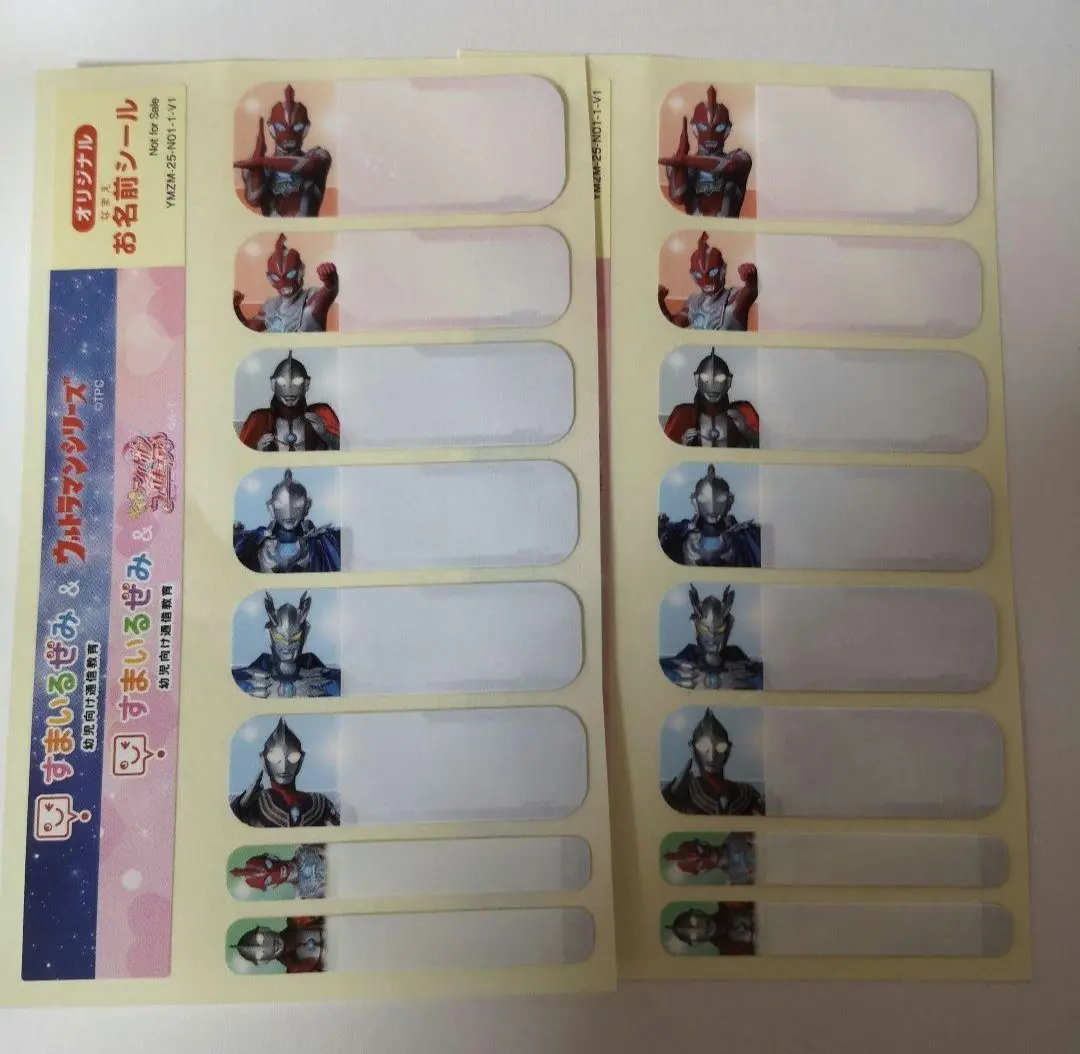 オリジナル
なまえ
お名前シール
Not for Sale
YMZM-25-N01-1-V1
すまいるぜみ & ウルトラマンシリーズ
©TPC
幼児向け通信教育
すまいるぜみ &
幼児向け通信教育
YMZM-25-N01-1-V1